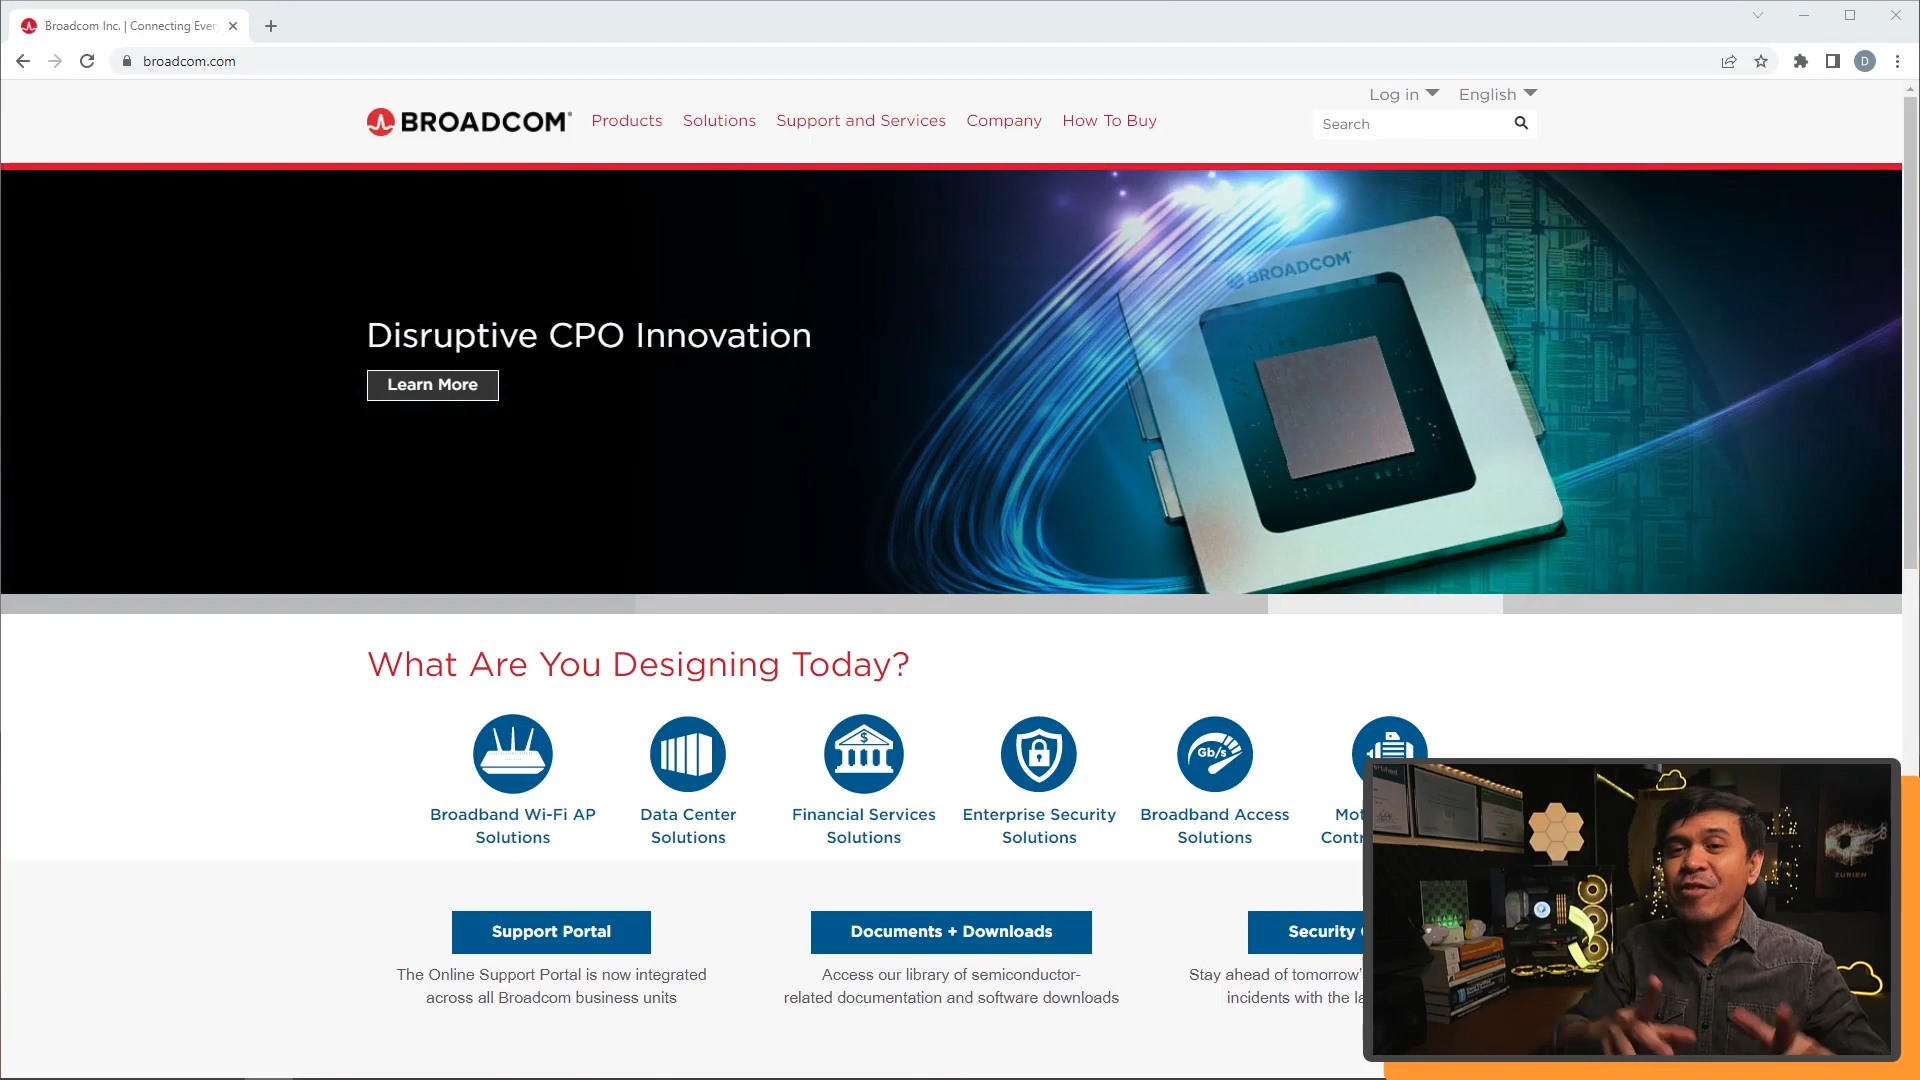 Broadcom Inc. | Connecting Ever
broadcom.com
D
Log in English
BROADCOM Products Solutions Support and Services Company How To Buy
Search
BROADCOM
Disruptive CPO Innovation
Learn More
What Are You Designing Today?
$
Gb/s
Broadband Wi-Fi AP
Solutions
Data Center
Solutions
Financial Services
Solutions
Enterprise Security
Solutions
Broadband Access
Solutions
Mot
Contr
Support Portal
The Online Support Portal is now integrated
across all Broadcom business units
Documents + Downloads
Access our library of semiconductor-
related documentation and software downloads
Security
Stay ahead of tomorrow'
incidents with the la
ZURIEN